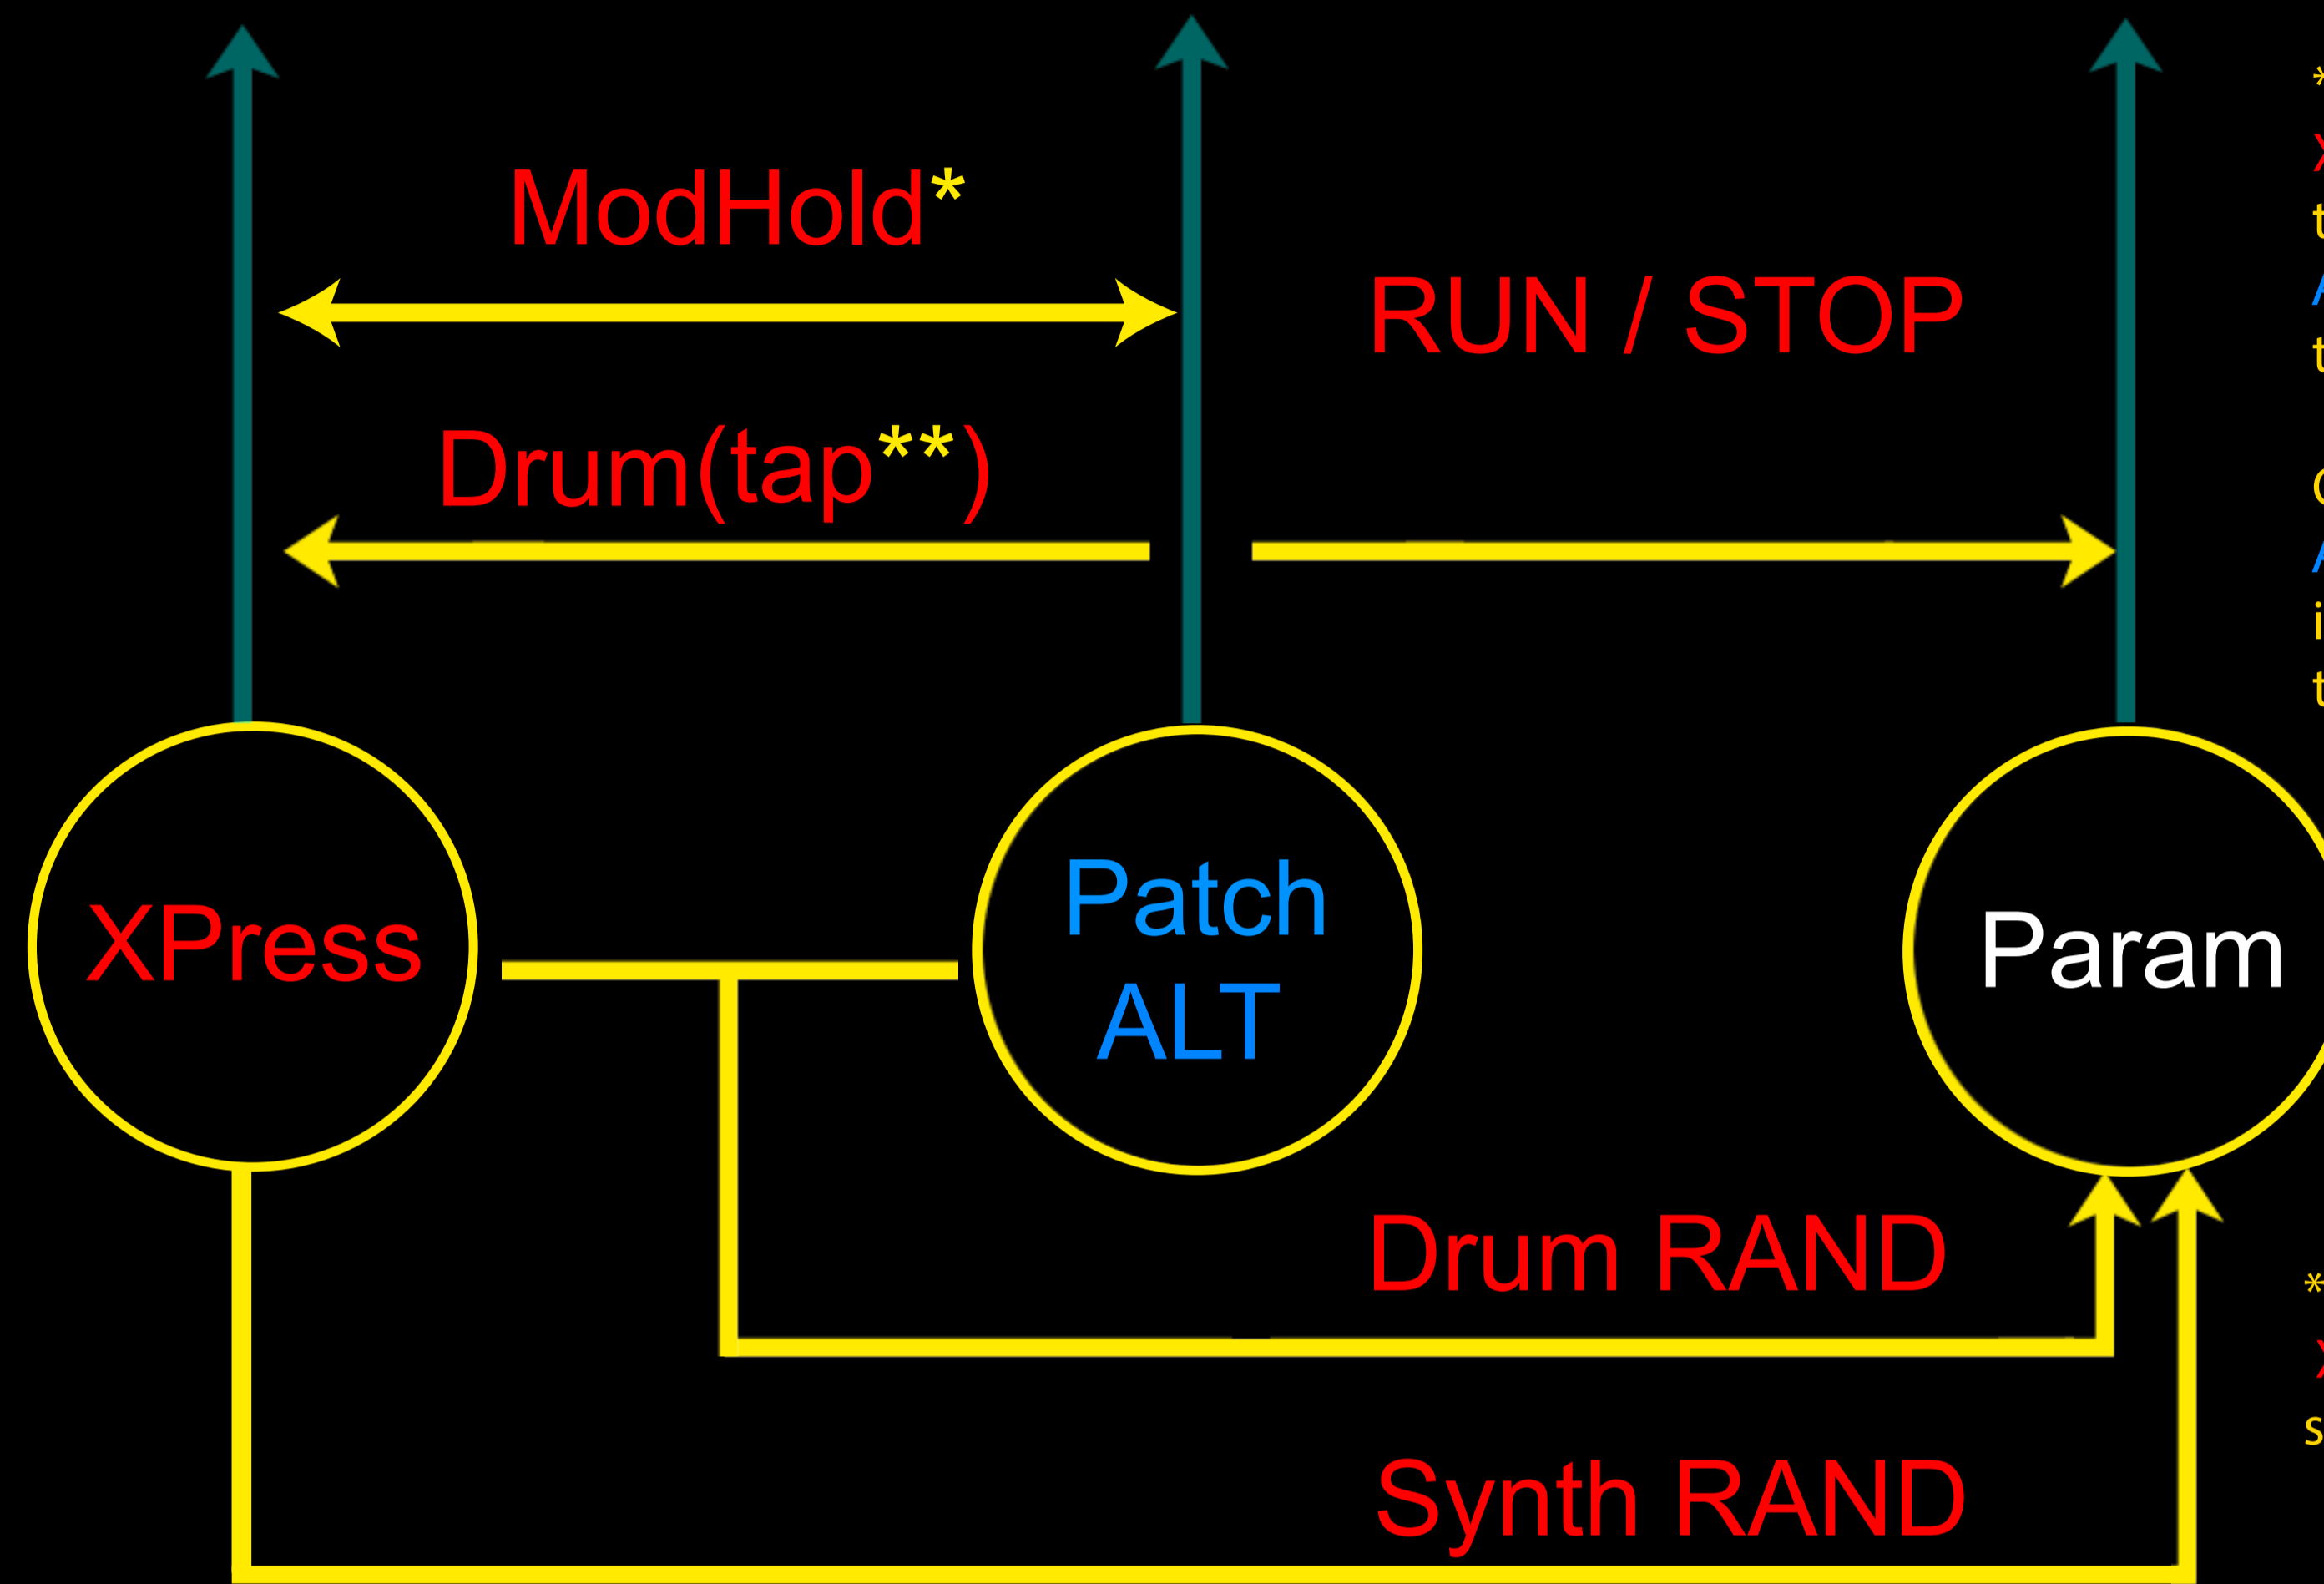 ModHold*
RUN / STOP
Drum(tap**)
XPress
Patch
ALT
Param
Drum RAND
Synth RAND